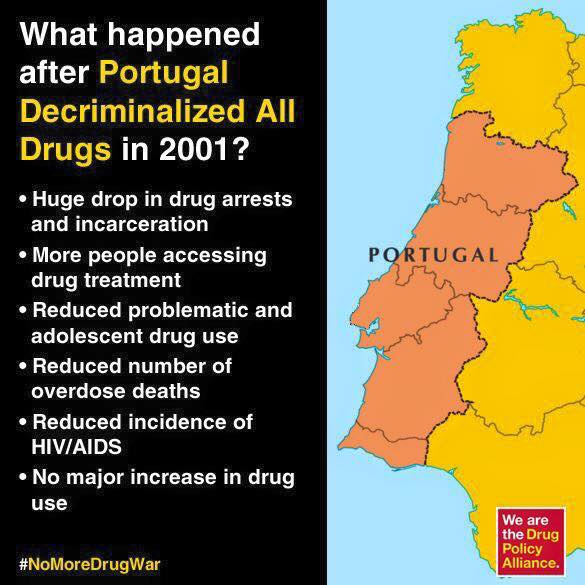 What happened
after Portugal
Decriminalized All
Drugs in 2001?
• Huge drop in drug arrests
and incarceration
• More people accessing
drug treatment
• Reduced problematic and
adolescent drug use
• Reduced number of
overdose deaths
• Reduced incidence of
HIV/AIDS
• No major increase in drug
use
#NoMoreDrugWar
PORTUGAL
We are
the Drug
Policy
Alliance.